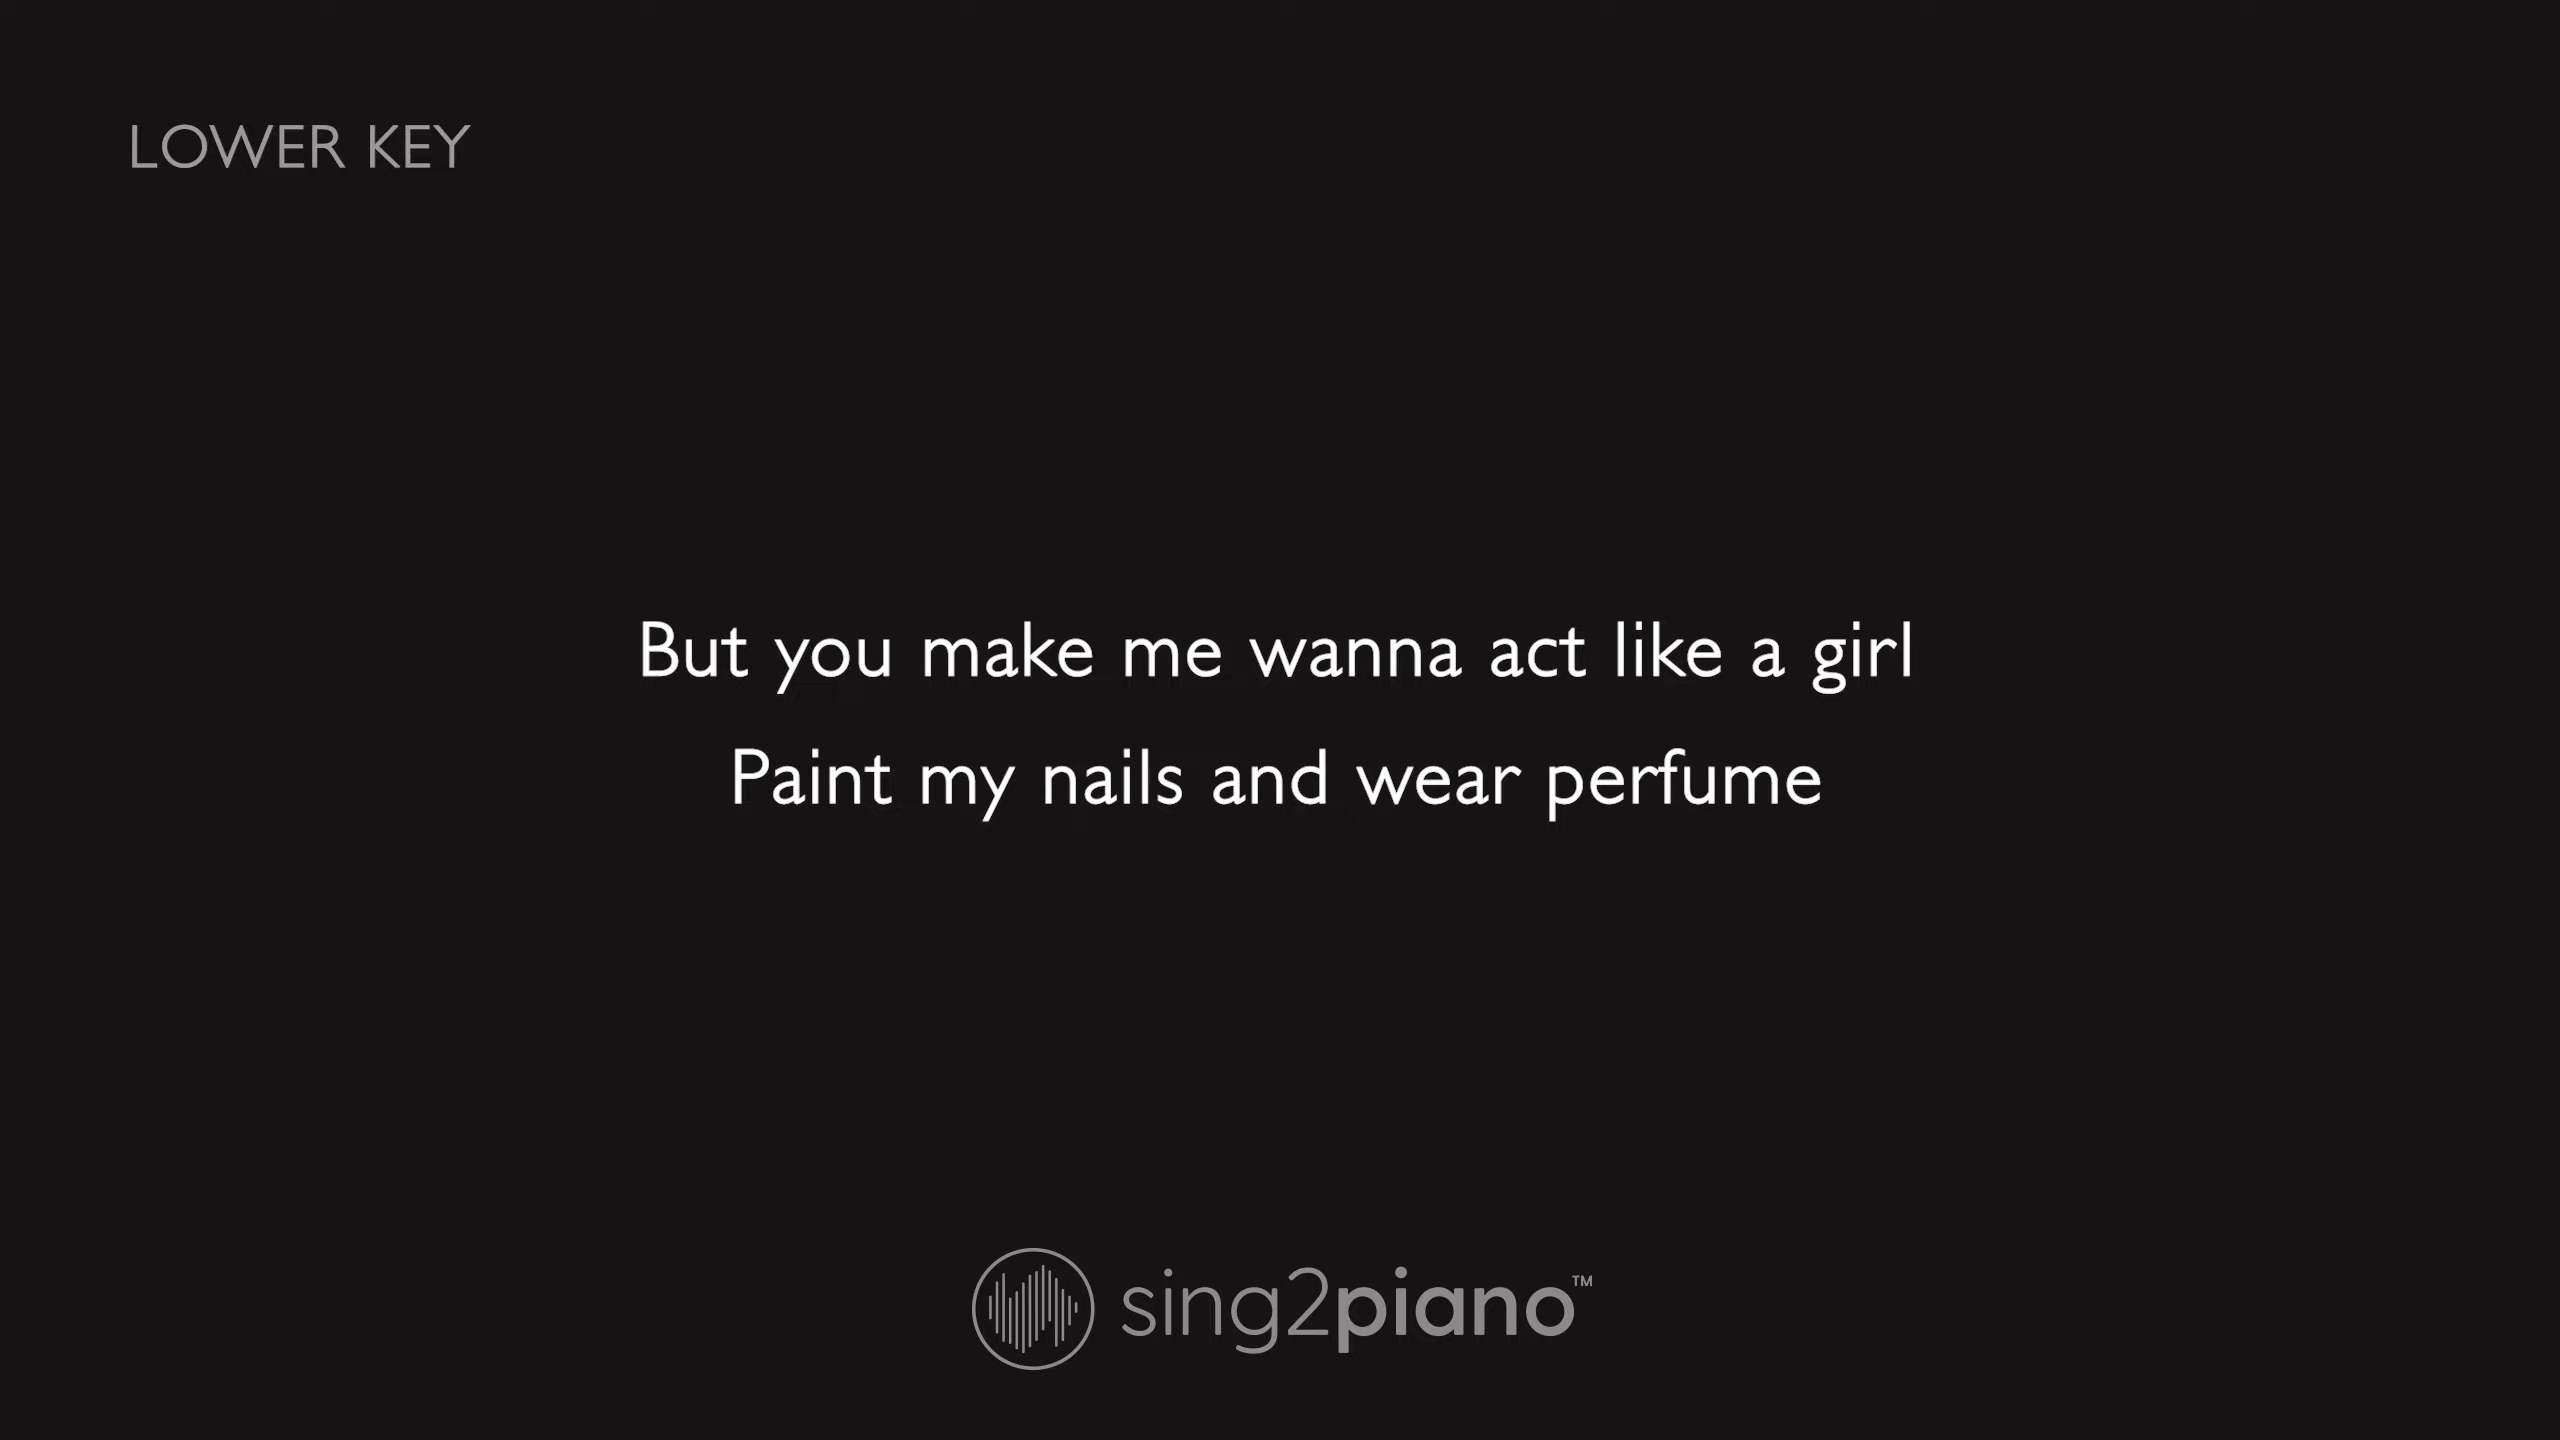 LOWER KEY
But you make me wanna act like a girl
Paint my nails and wear perfume
sing2piano™